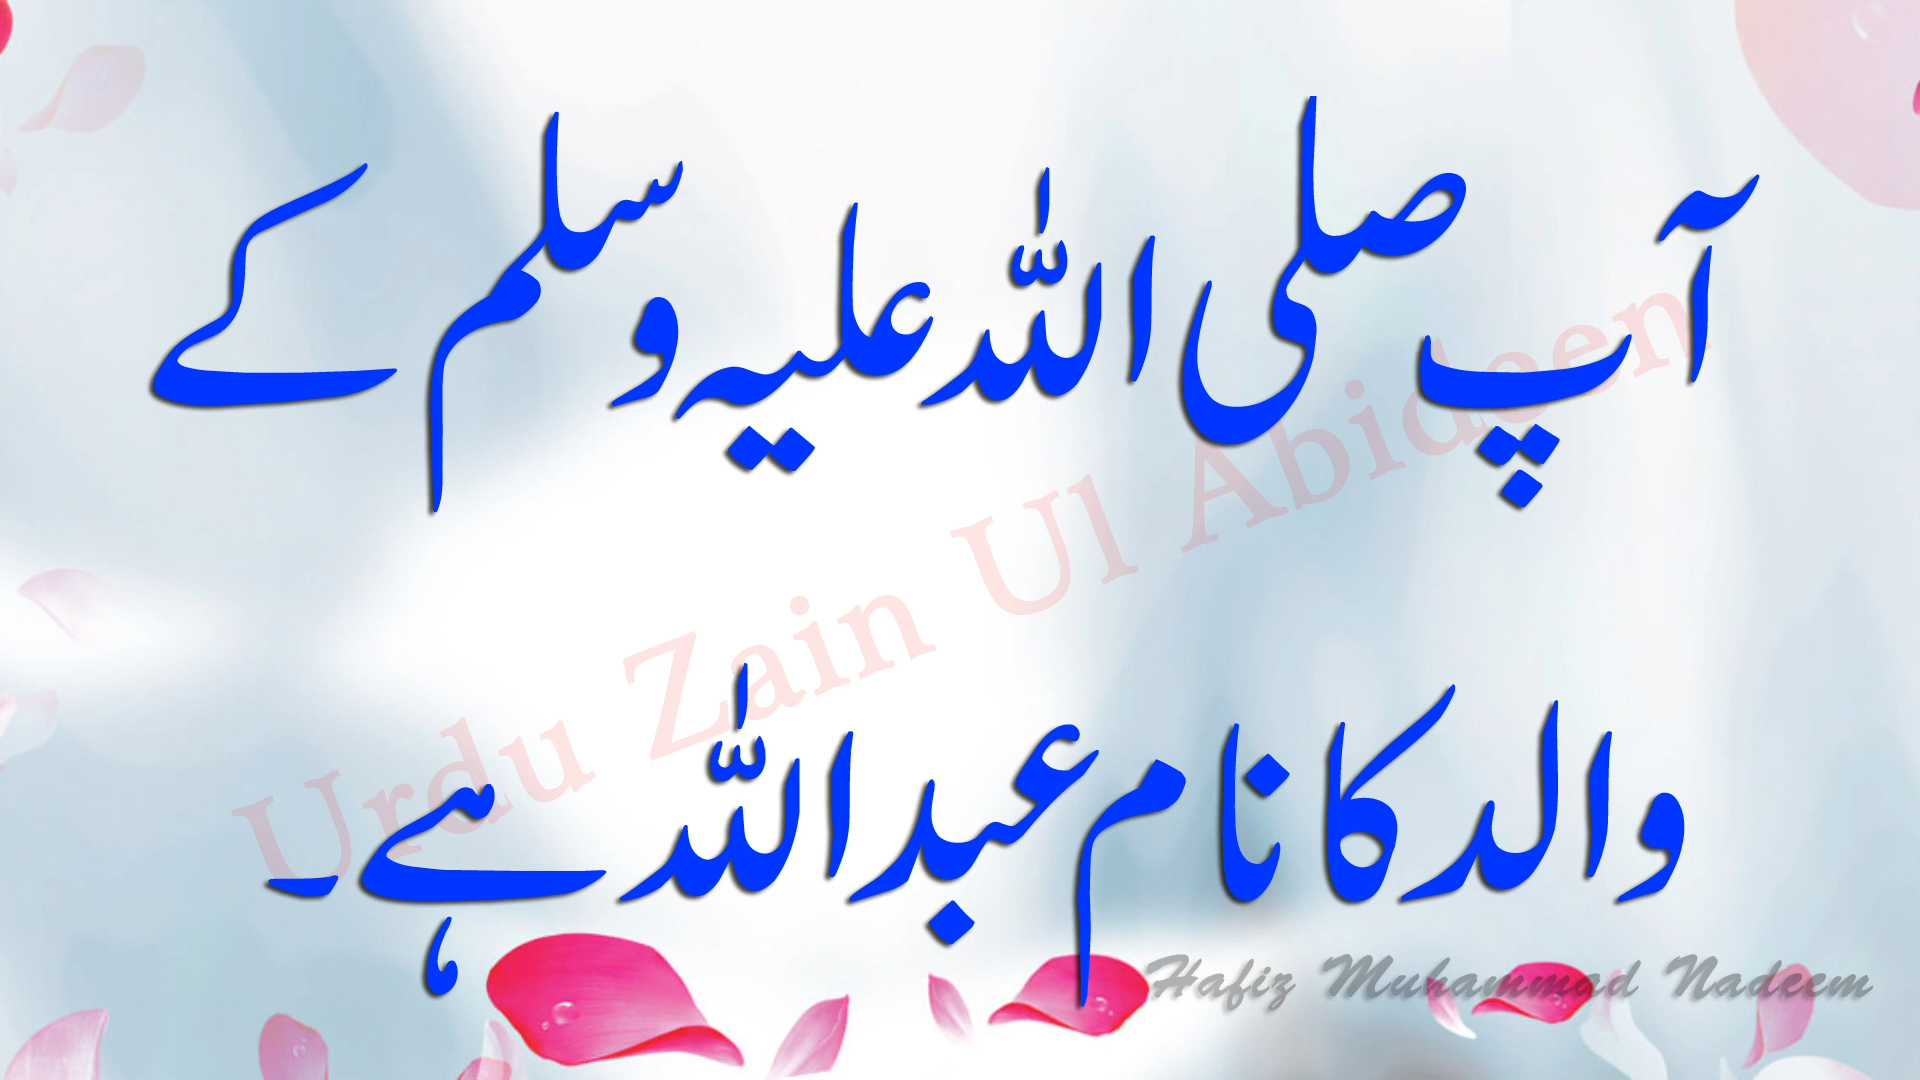 آپ صلی اللہ علیہ وسلم کے
والد کا نام عبداللہ ہے۔
Urdu Zain Ul Abideen
Hafiz Muhammad Nadeem